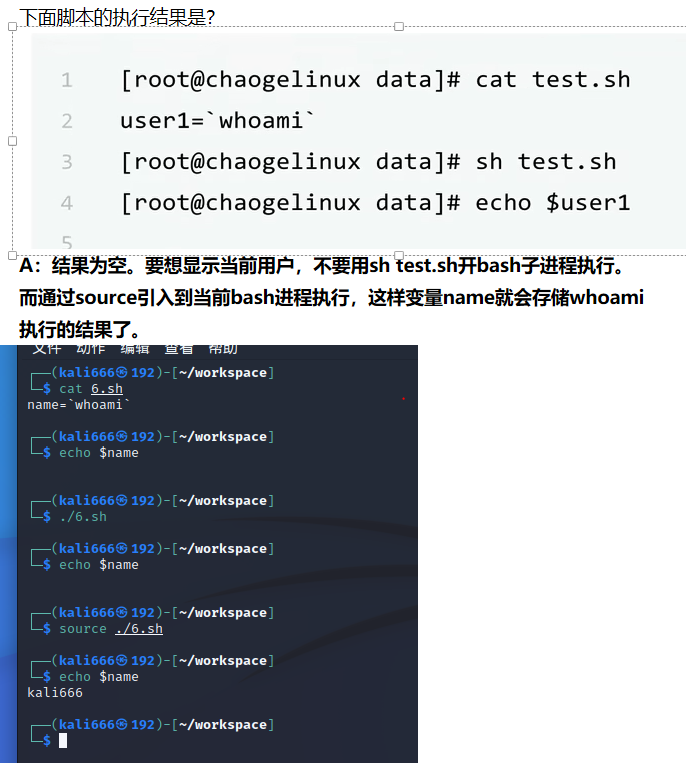 下面脚本的执行结果是?
1 [root@chaogelinux data]# cat test.sh
2 user1=`whoami`
3 [root@chaogelinux data]# sh test.sh
4 [root@chaogelinux data]# echo $user1
5
A：结果为空。要想显示当前用户，不要用sh test.sh开bash子进程执行。
而通过source引入到当前bash进程执行，这样变量name就会存储whoami
执行的结果了。
文件 动作 编辑 查看 帮助
┌──(kali666㉿192)-[~/workspace]
└─$ cat 6.sh
name=`whoami`
┌──(kali666㉿192)-[~/workspace]
└─$ echo $name
┌──(kali666㉿192)-[~/workspace]
└─$ ./6.sh
┌──(kali666㉿192)-[~/workspace]
└─$ echo $name
┌──(kali666㉿192)-[~/workspace]
└─$ source ./6.sh
┌──(kali666㉿192)-[~/workspace]
└─$ echo $name
kali666
┌──(kali666㉿192)-[~/workspace]
└─$